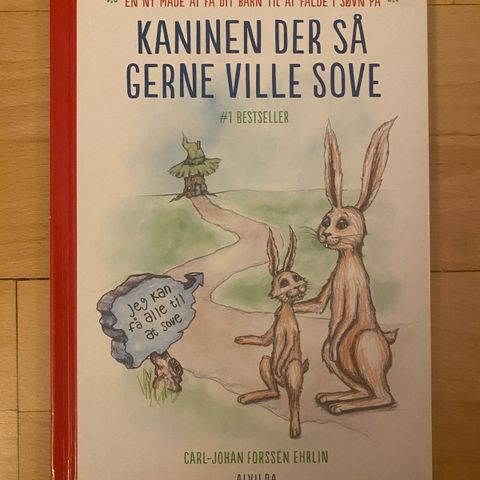 EN NY MÅDE AT FÅ DIT BARN TIL AT FALDE I SØVN PÅ
KANINEN DER SÅ
GERNE VILLE SOVE
#1 BESTSELLER
Jeg kan
få alle til
at sove
CARL-JOHAN FORSSÉN EHRLIN
ALVILDA